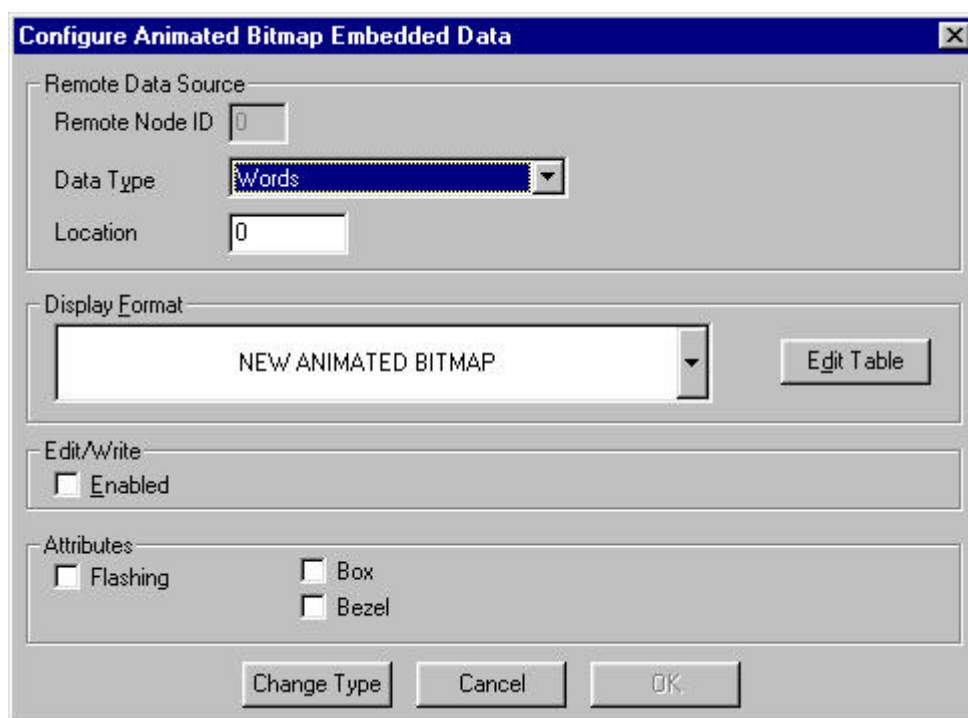 Configure Animated Bitmap Embedded Data
Remote Data Source
Remote Node ID 0
Data Type Words
Location 0
Display Format
NEW ANIMATED BITMAP
Edit Table
Edit/Write
Enabled
Attributes
Flashing
Box
Bezel
Change Type Cancel OK